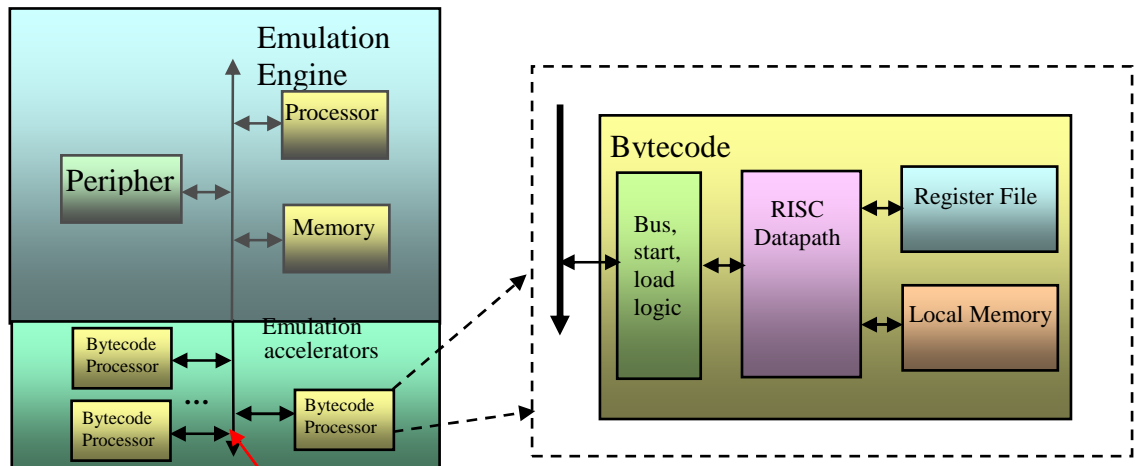 Emulation
Engine
Processor
Peripher
Memory
Emulation
accelerators
Bytecode
Processor
...
Bytecode
Processor
Bytecode
Processor
Bytecode
Bus,
start,
load
logic
RISC
Datapath
Register File
Local Memory